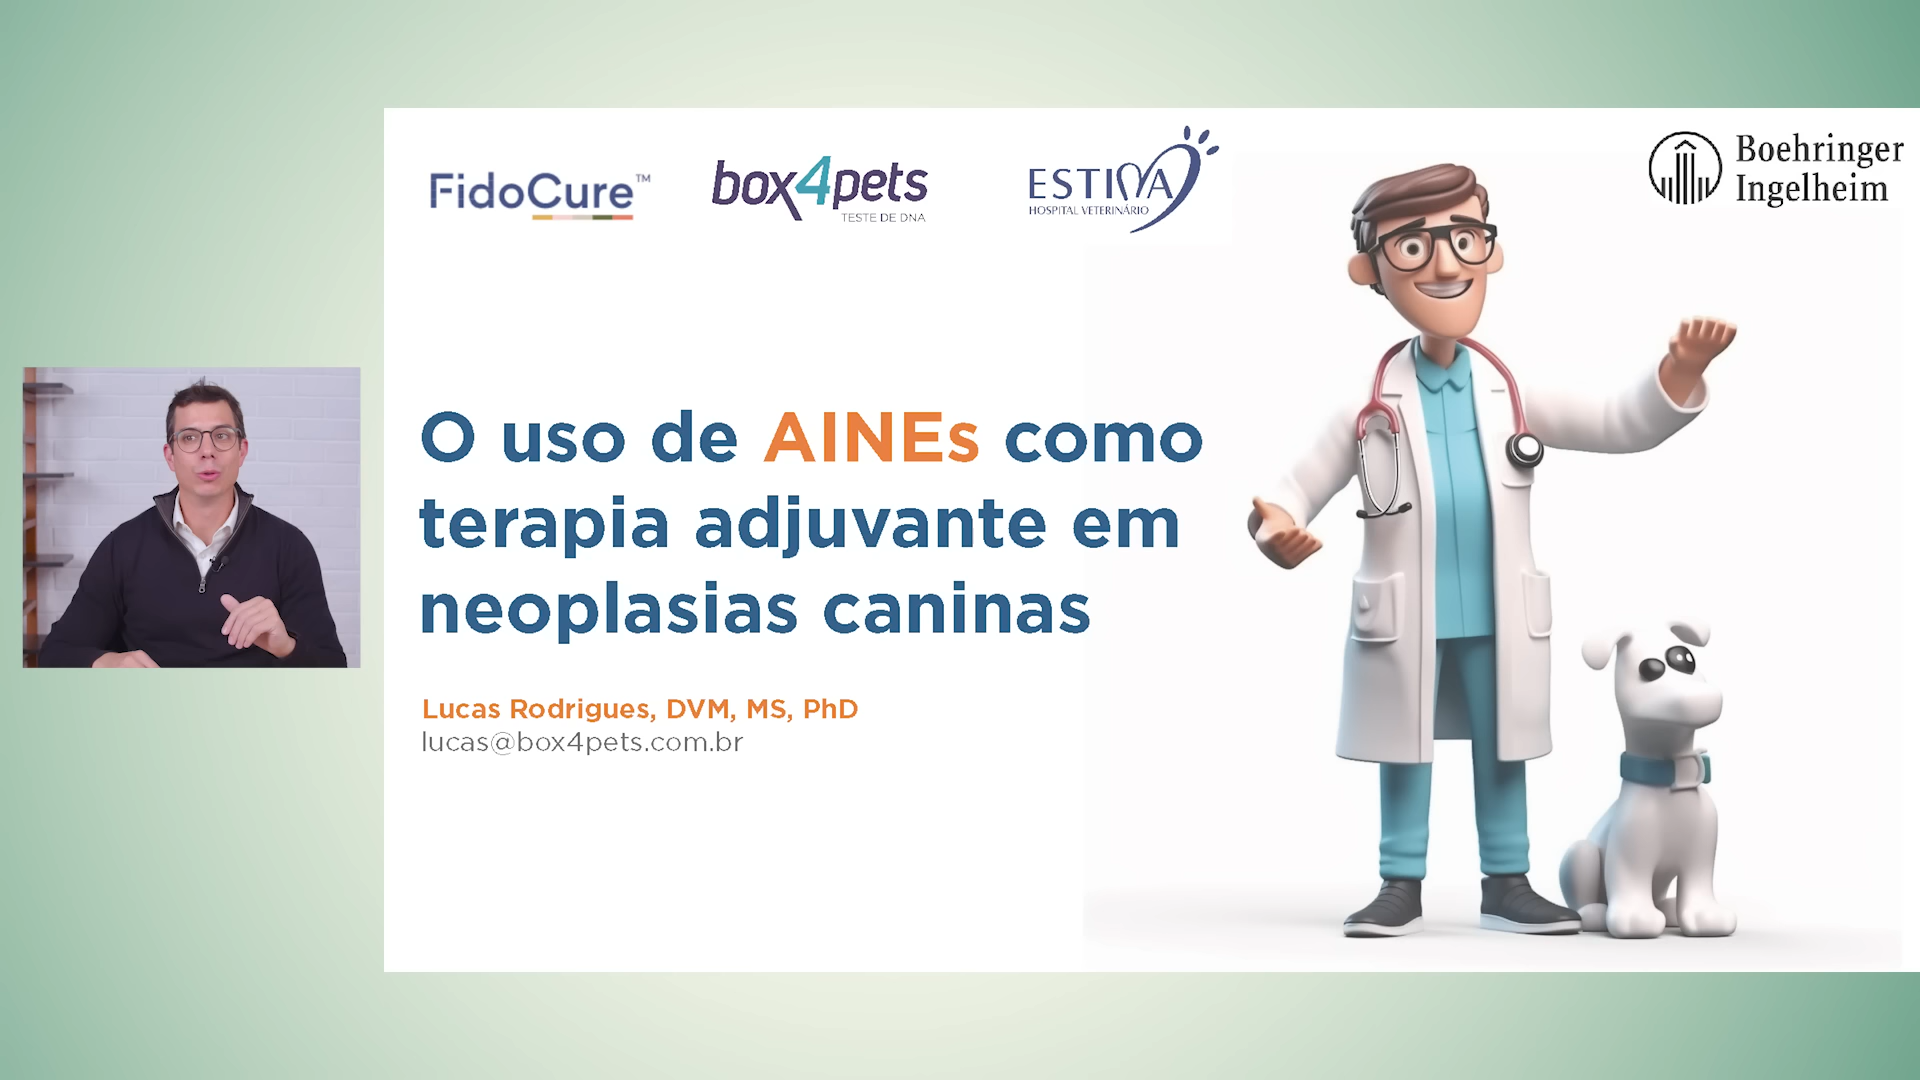 FidoCure™
box4pets
TESTE DE DNA
ESTIMA
HOSPITAL VETERINÁRIO
Boehringer
Ingelheim
O uso de AINEs como
terapia adjuvante em
neoplasias caninas
Lucas Rodrigues, DVM, MS, PhD
lucas@box4pets.com.br